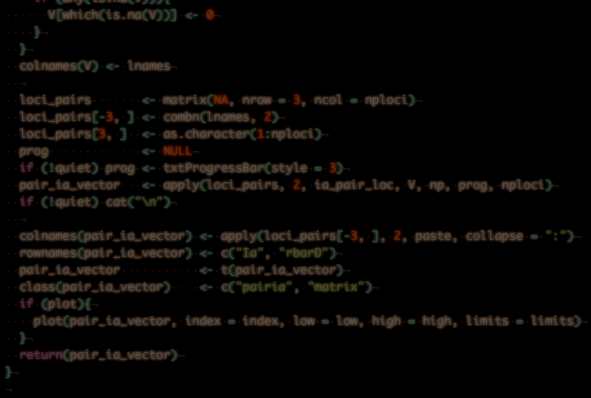 if (any(is.na(V))){
V[which(is.na(V))] <- 0
}
}
colnames(V) <- lnames
loci_pairs <- matrix(NA, nrow = 3, ncol = nploci)
loci_pairs[-3, ] <- combn(lnames, 2)
loci_pairs[3, ] <- as.character(1:nploci)
prog <- NULL
if (!quiet) prog <- txtProgressBar(style = 3)
pair_ia_vector <- apply(loci_pairs, 2, ia_pair_loc, V, np, prog, nploci)
if (!quiet) cat("\n")
colnames(pair_ia_vector) <- apply(loci_pairs[-3, ], 2, paste, collapse = ":")
rownames(pair_ia_vector) <- c("Ia", "rbarD")
pair_ia_vector <- t(pair_ia_vector)
class(pair_ia_vector) <- c("pairia", "matrix")
if (plot){
plot(pair_ia_vector, index = index, low = low, high = high, limits = limits)
}
return(pair_ia_vector)
}